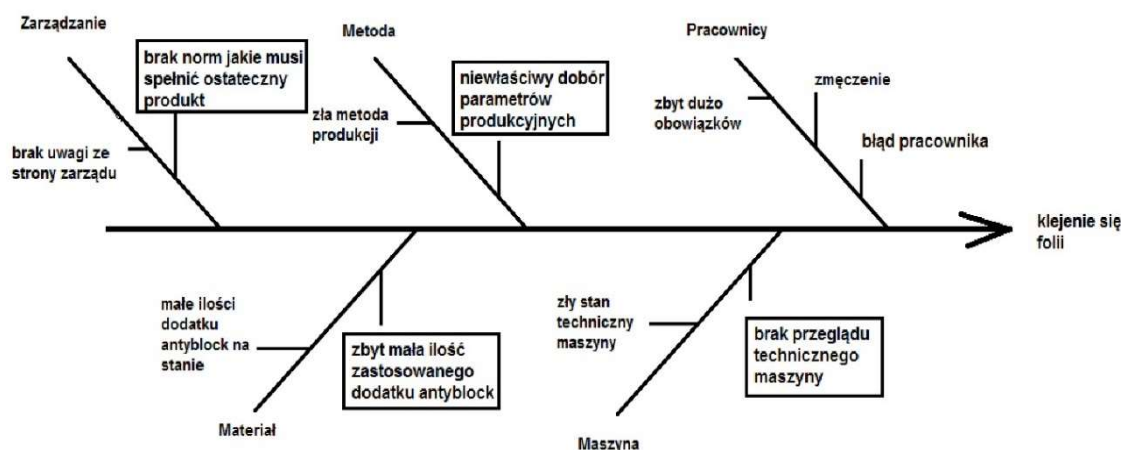 Zarządzanie
brak norm jakie musi
spełnić ostateczny
produkt
brak uwagi ze
strony zarządu
Metoda
zła metoda
produkcji
niewłaściwy dobór
parametrów
produkcyjnych
Pracownicy
zbyt dużo
obowiązków
zmęczenie
błąd pracownika
klejenie się
folii
małe ilości
dodatku
antyblock na
stanie
zbyt mała ilość
zastosowanego
dodatku antyblock
Materiał
zły stan
techniczny
maszyny
brak przeglądu
technicznego
maszyny
Maszyna